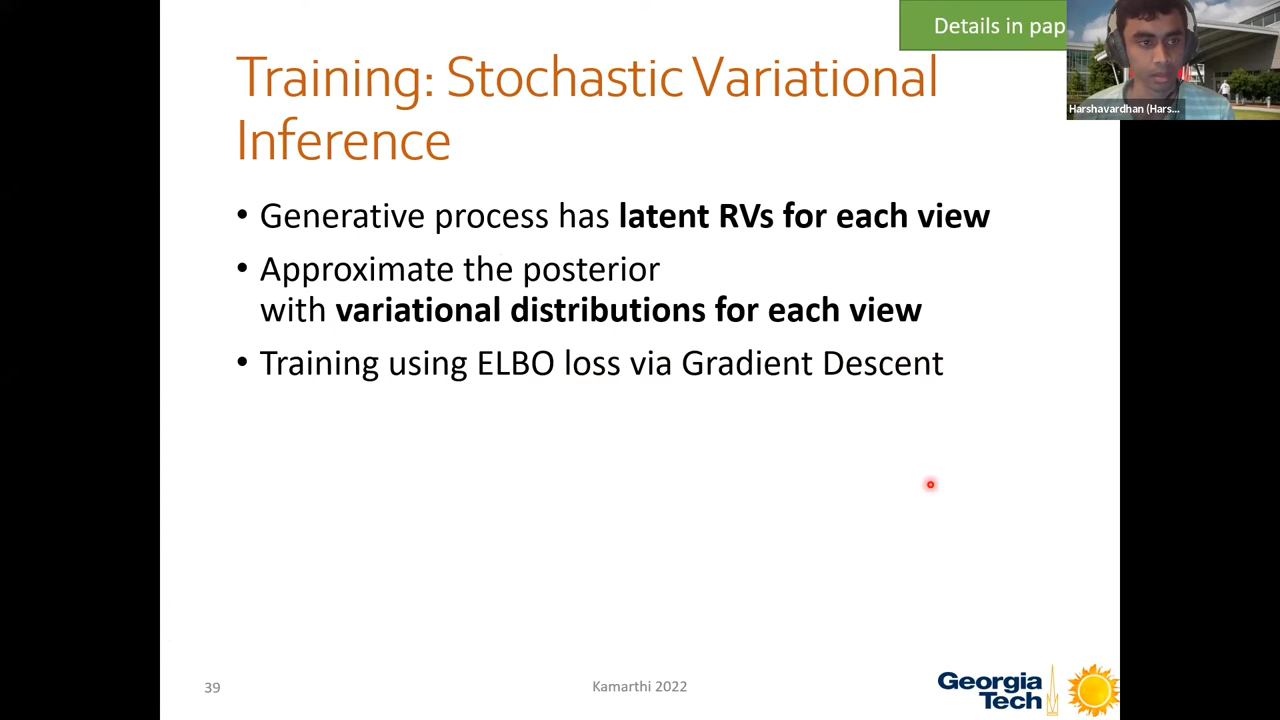 Details in pap
Harshavardhan (Hars...
Training: Stochastic Variational
Inference
• Generative process has latent RVs for each view
• Approximate the posterior
with variational distributions for each view
• Training using ELBO loss via Gradient Descent
39
Kamarthi 2022
Georgia
Tech